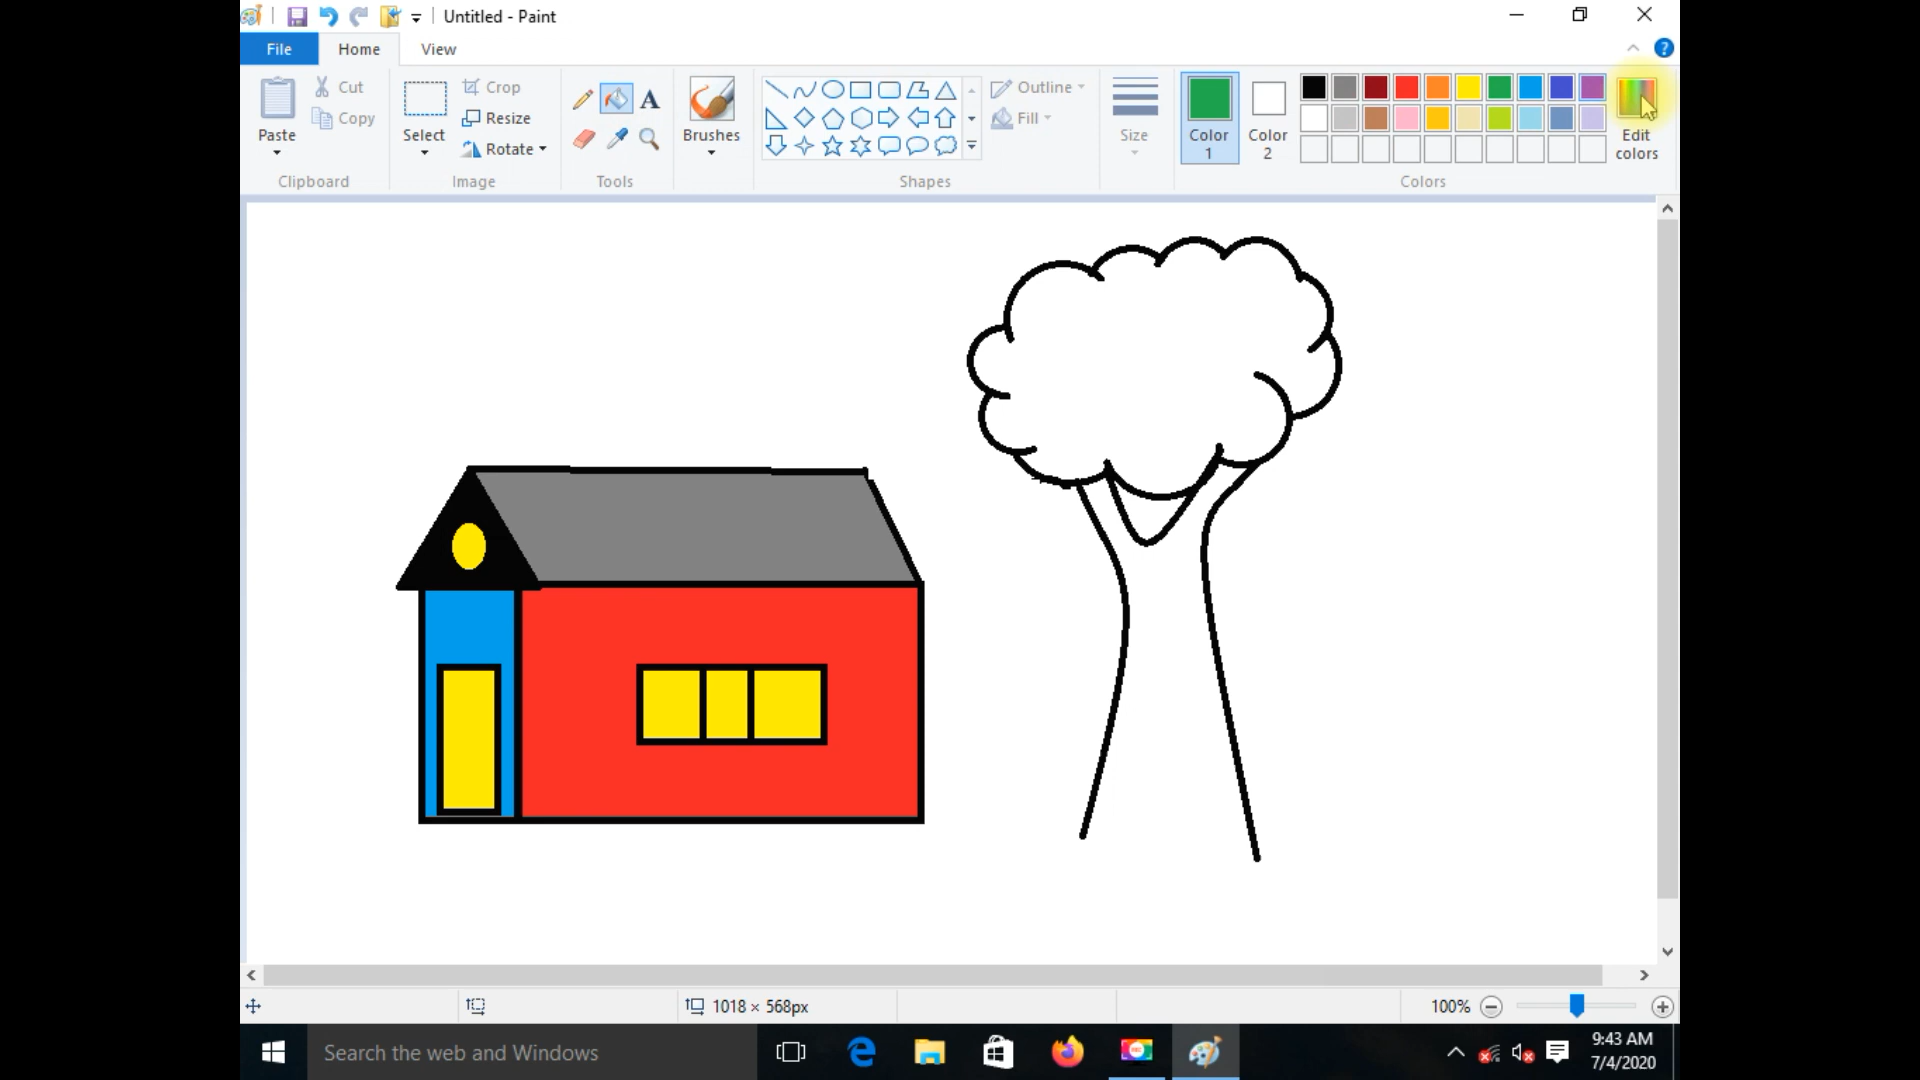 Untitled - Paint
File Home View
Paste
Cut
Copy
Clipboard
Select
Crop
Resize
Rotate
Image
A
Tools
Brushes
Outline
Fill
Shapes
Size
Color 1
Color 2
Edit colors
Colors
?
1018 × 568px
100%
Search the web and Windows
9:43 AM
7/4/2020